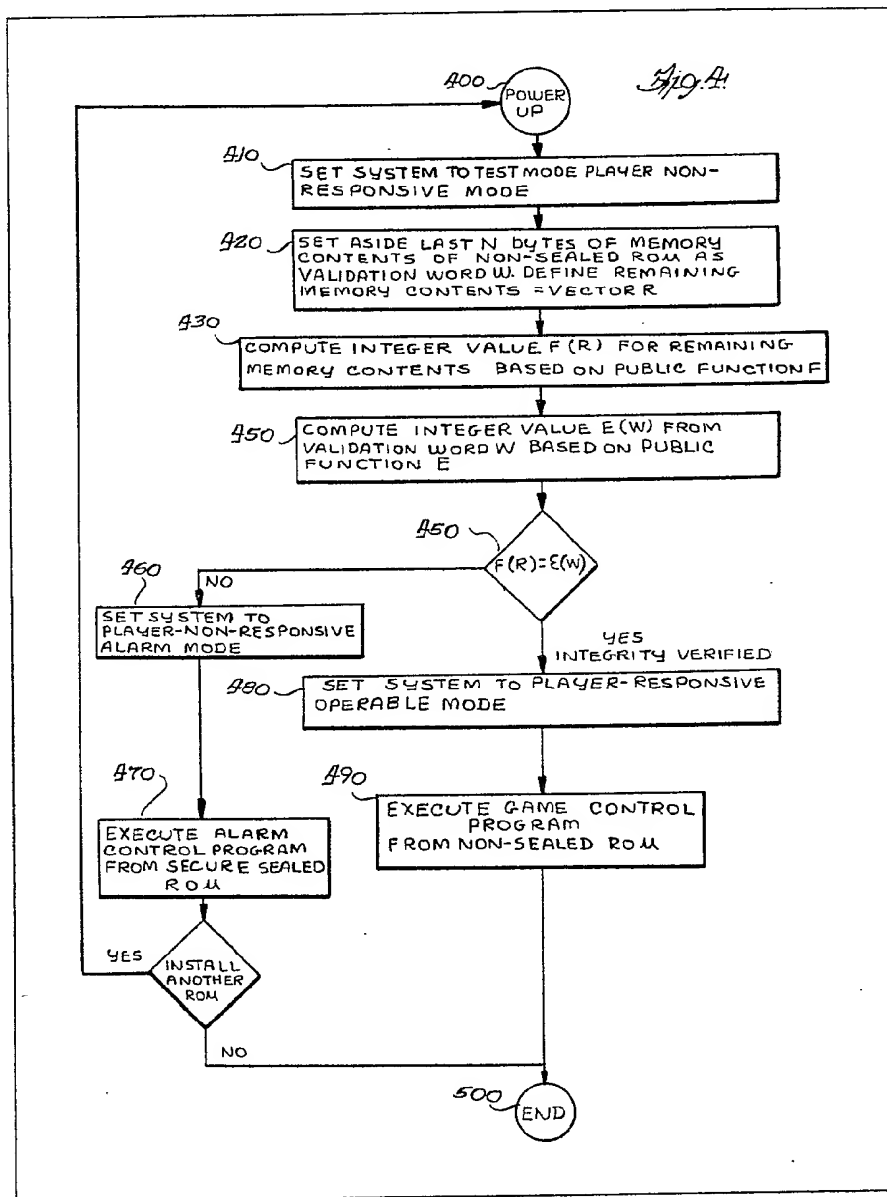 Fig. 4.
400
POWER
UP
410
SET SYSTEM TO TEST MODE PLAYER NON-
RESPONSIVE MODE
420
SET ASIDE LAST N BYTES OF MEMORY
CONTENTS OF NON-SEALED ROM AS
VALIDATION WORD W. DEFINE REMAINING
MEMORY CONTENTS = VECTOR R
430
COMPUTE INTEGER VALUE F(R) FOR REMAINING
MEMORY CONTENTS BASED ON PUBLIC FUNCTION F
450
COMPUTE INTEGER VALUE E(W) FROM
VALIDATION WORD W BASED ON PUBLIC
FUNCTION E
450
F(R)=E(W)
NO
460
SET SYSTEM TO
PLAYER-NON-RESPONSIVE
ALARM MODE
YES
INTEGRITY VERIFIED
480
SET SYSTEM TO PLAYER-RESPONSIVE
OPERABLE MODE
470
EXECUTE ALARM
CONTROL PROGRAM
FROM SECURE SEALED
ROM
490
EXECUTE GAME CONTROL
PROGRAM
FROM NON-SEALED ROM
YES
INSTALL
ANOTHER
ROM
NO
500
END